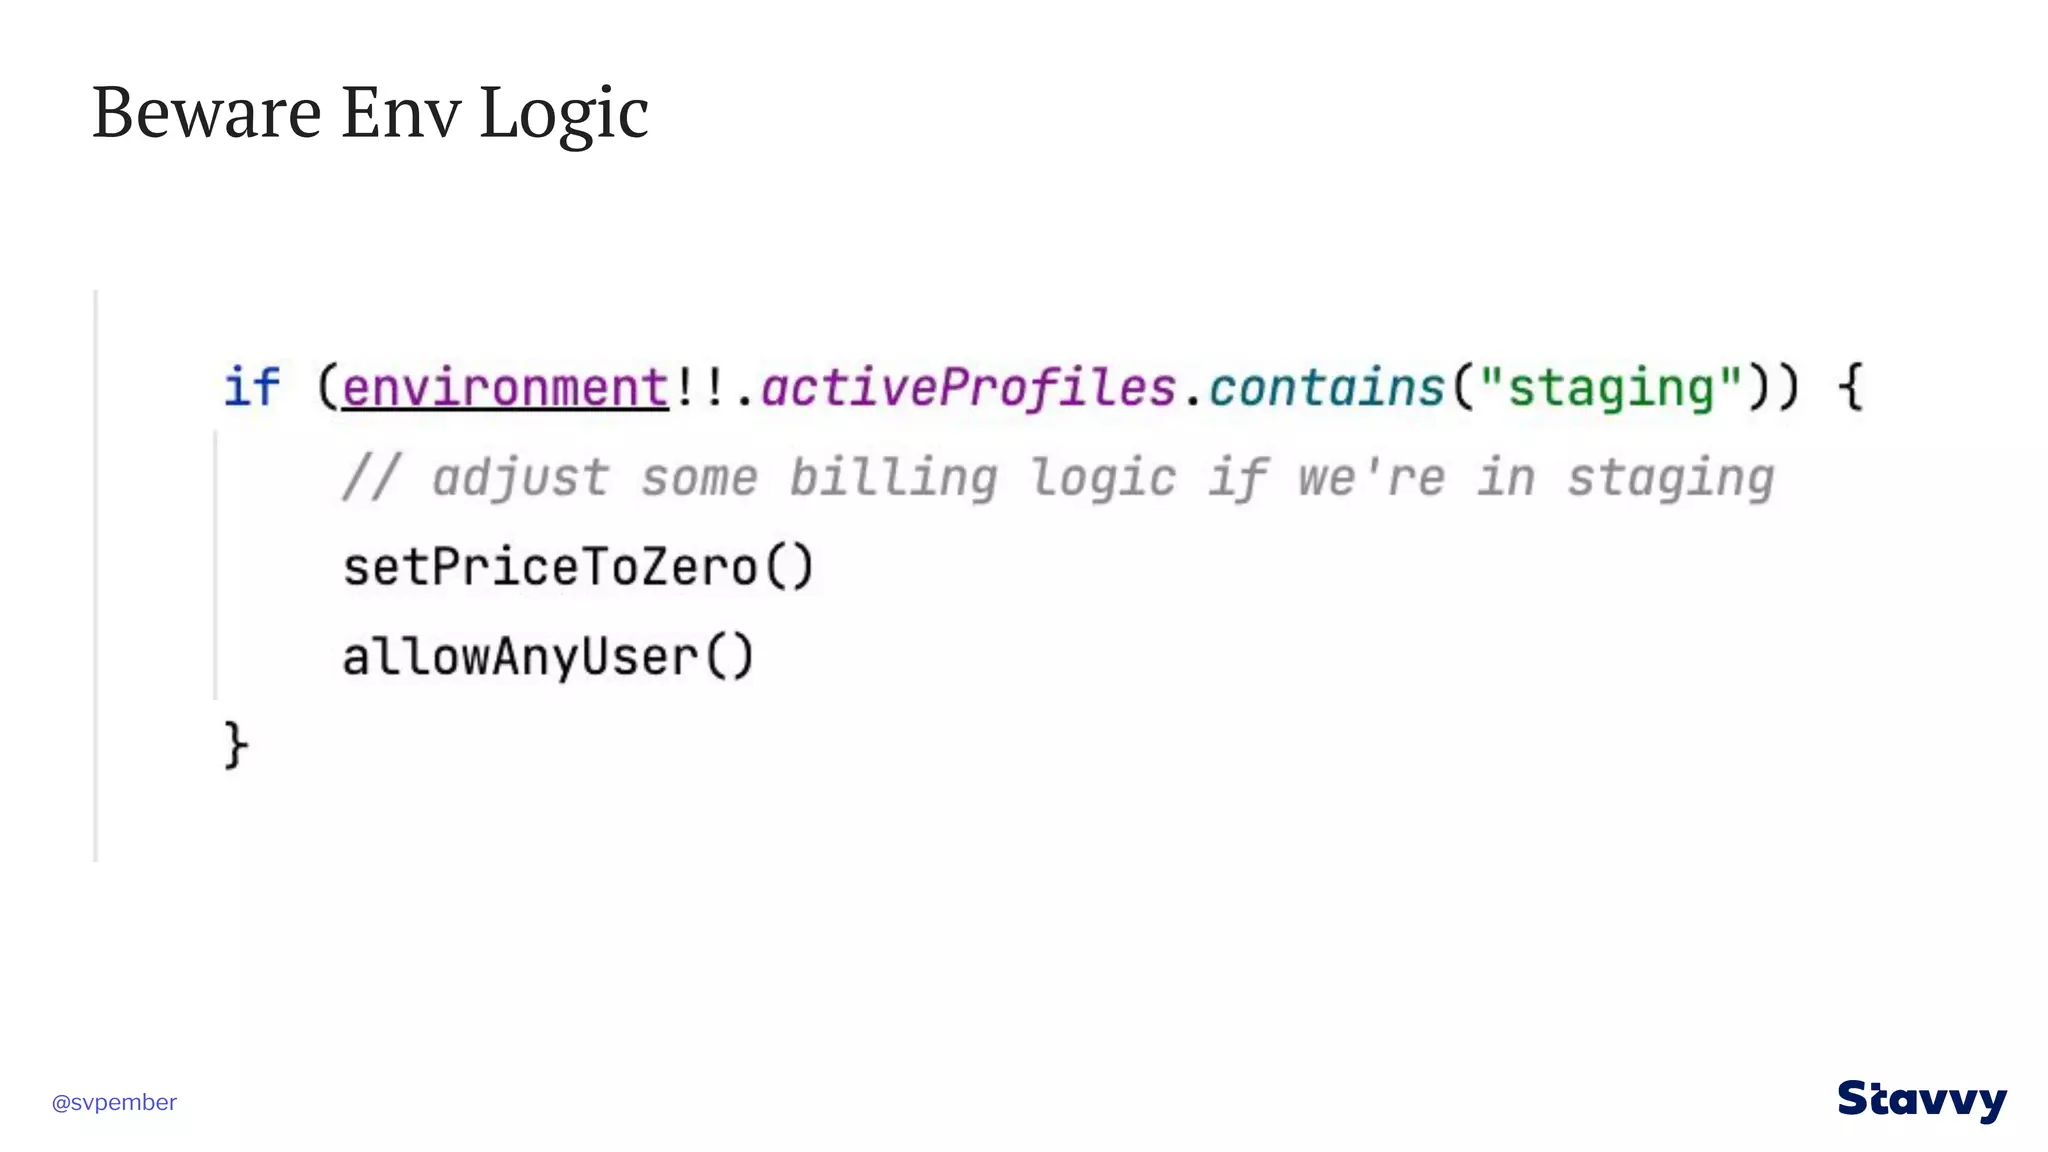 Beware Env Logic
if (environment!!.activeProfiles.contains("staging")) {
// adjust some billing logic if we're in staging
setPriceToZero()
allowAnyUser()
}
@svpember
Stavvy